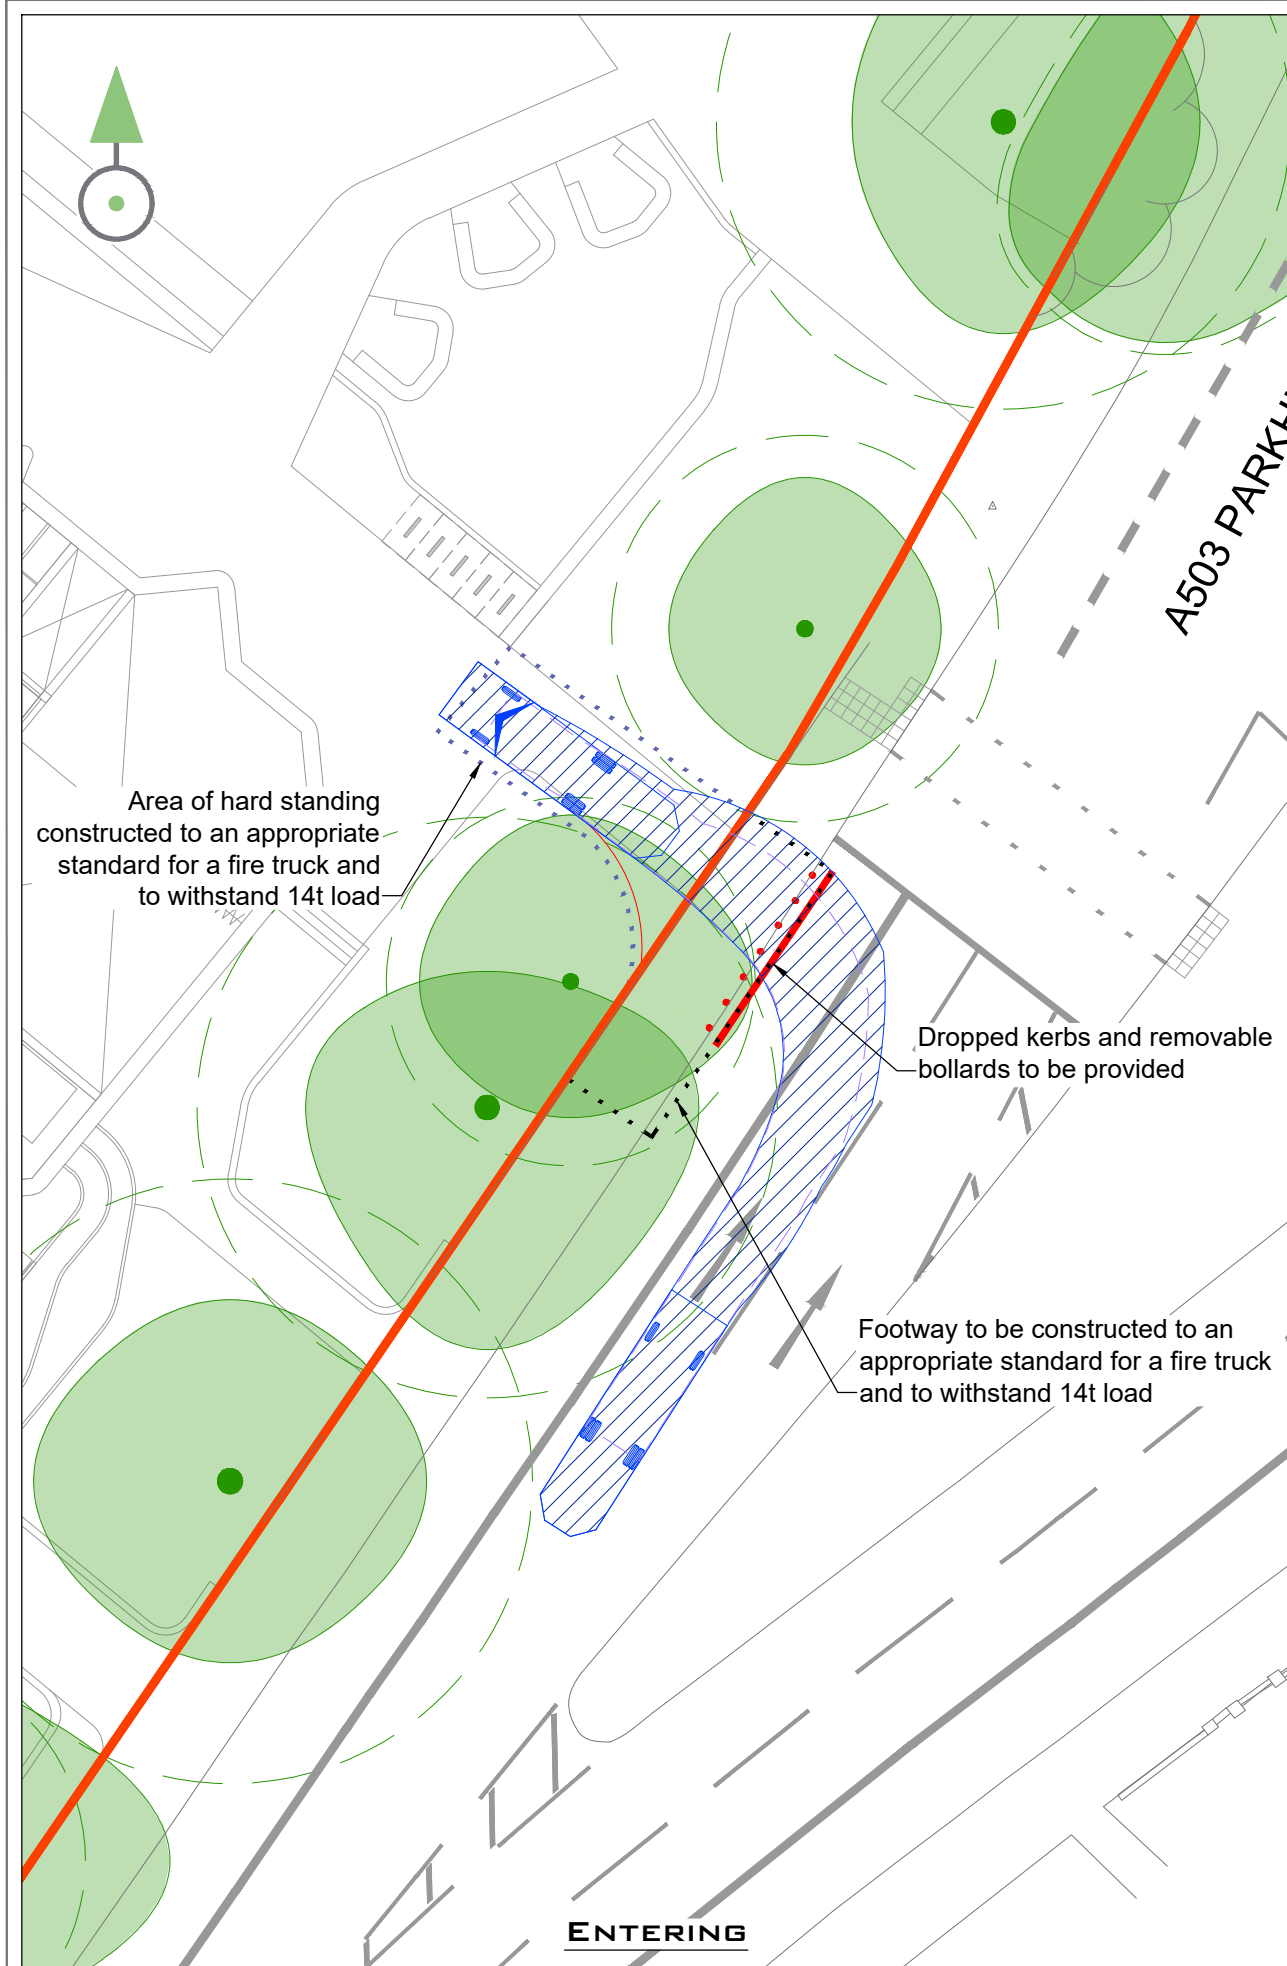 A503
Area of hard standing
constructed to an appropriate
standard for a fire truck and
to withstand 14t load
Dropped kerbs and removable
bollards to be provided
Footway to be constructed to an
appropriate standard for a fire truck
and to withstand 14t load
ENTERING